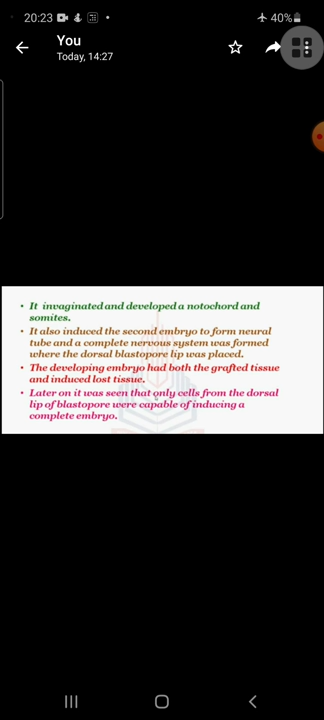 20:23
40%
You
Today, 14:27
• It invaginated and developed a notochord and
somites.
• It also induced the second embryo to form neural
tube and a complete nervous system was formed
where the dorsal blastopore lip was placed.
• The developing embryo had both the grafted tissue
and induced lost tissue.
• Later on it was seen that only cells from the dorsal
lip of blastopore were capable of inducing a
complete embryo.